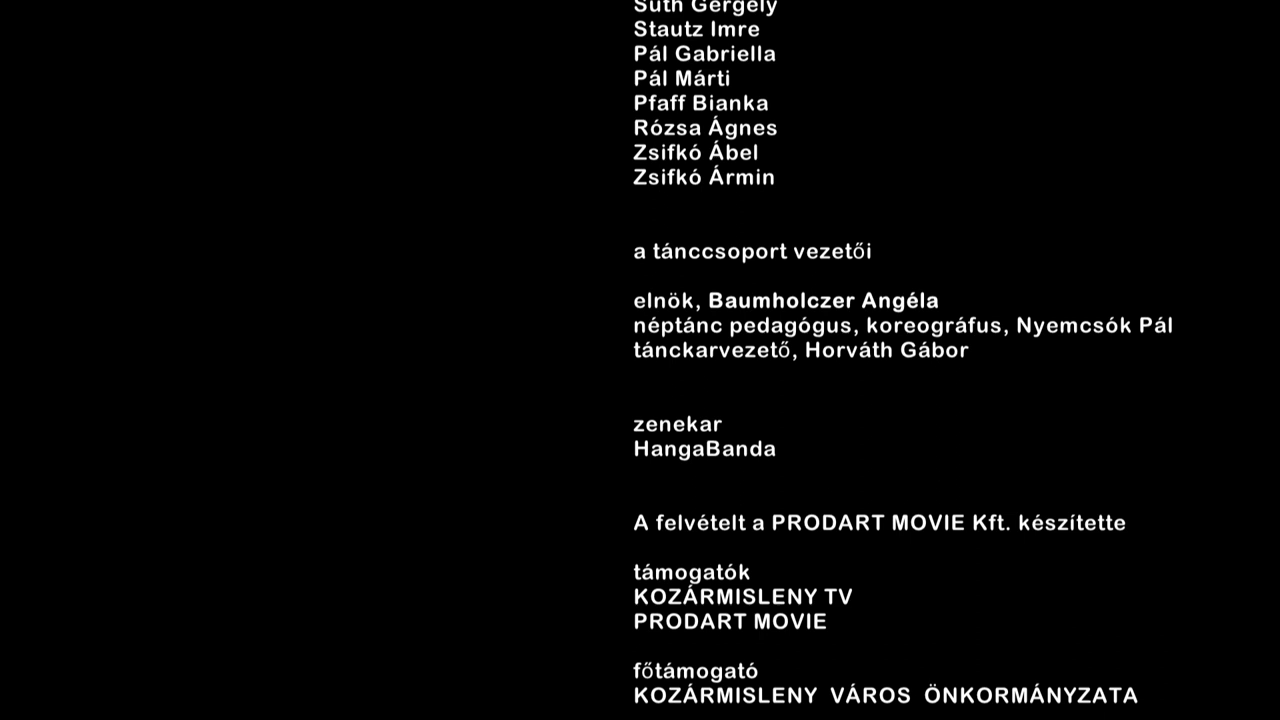 Süth Gergely
Stautz Imre
Pál Gabriella
Pál Márti
Pfaff Bianka
Rózsa Ágnes
Zsifkó Ábel
Zsifkó Ármin
a tánccsoport vezetői
elnök, Baumholczer Angéla
néptánc pedagógus, koreográfus, Nyemcsók Pál
tánckarvezető, Horváth Gábor
zenekar
HangaBanda
A felvételt a PRODART MOVIE Kft. készítette
támogatók
KOZÁRMISLENY TV
PRODART MOVIE
főtámogató
KOZÁRMISLENY VÁROS ÖNKORMÁNYZATA